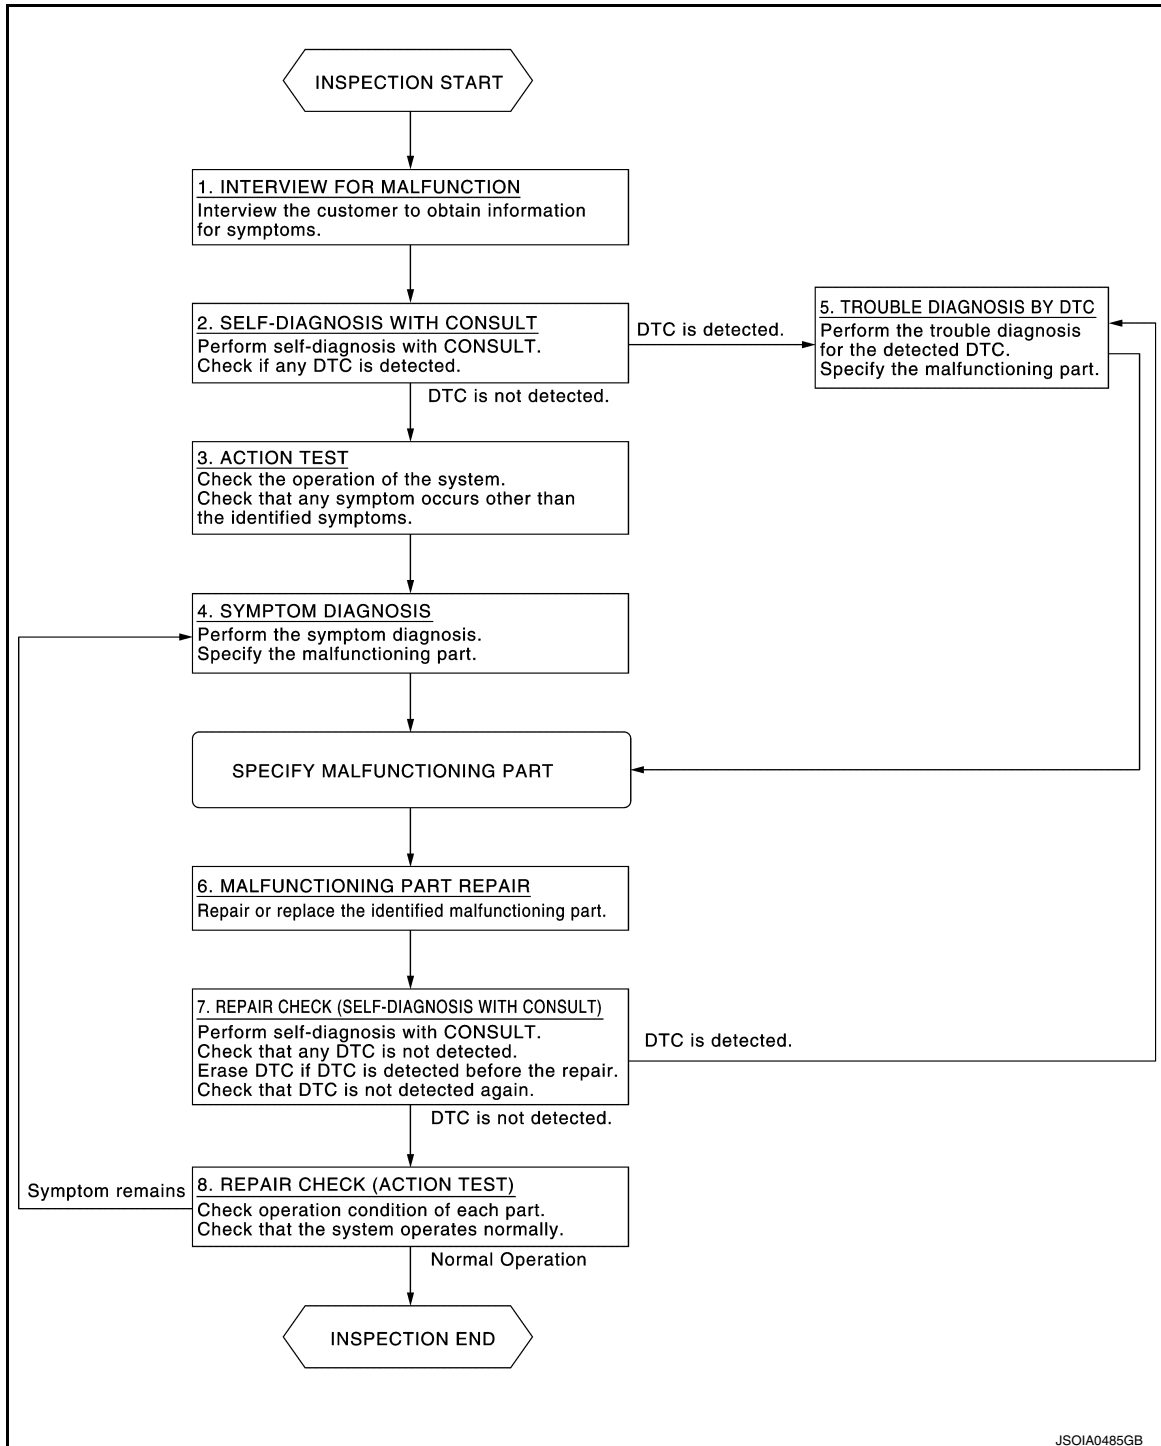 INSPECTION START
1. INTERVIEW FOR MALFUNCTION
Interview the customer to obtain information
for symptoms.
2. SELF-DIAGNOSIS WITH CONSULT
Perform self-diagnosis with CONSULT.
Check if any DTC is detected.
DTC is detected.
5. TROUBLE DIAGNOSIS BY DTC
Perform the trouble diagnosis
for the detected DTC.
Specify the malfunctioning part.
DTC is not detected.
3. ACTION TEST
Check the operation of the system.
Check that any symptom occurs other than
the identified symptoms.
4. SYMPTOM DIAGNOSIS
Perform the symptom diagnosis.
Specify the malfunctioning part.
SPECIFY MALFUNCTIONING PART
6. MALFUNCTIONING PART REPAIR
Repair or replace the identified malfunctioning part.
7. REPAIR CHECK (SELF-DIAGNOSIS WITH CONSULT)
Perform self-diagnosis with CONSULT.
Check that any DTC is not detected.
Erase DTC if DTC is detected before the repair.
Check that DTC is not detected again.
DTC is detected.
DTC is not detected.
Symptom remains
8. REPAIR CHECK (ACTION TEST)
Check operation condition of each part.
Check that the system operates normally.
Normal Operation
INSPECTION END
JSOIA0485GB